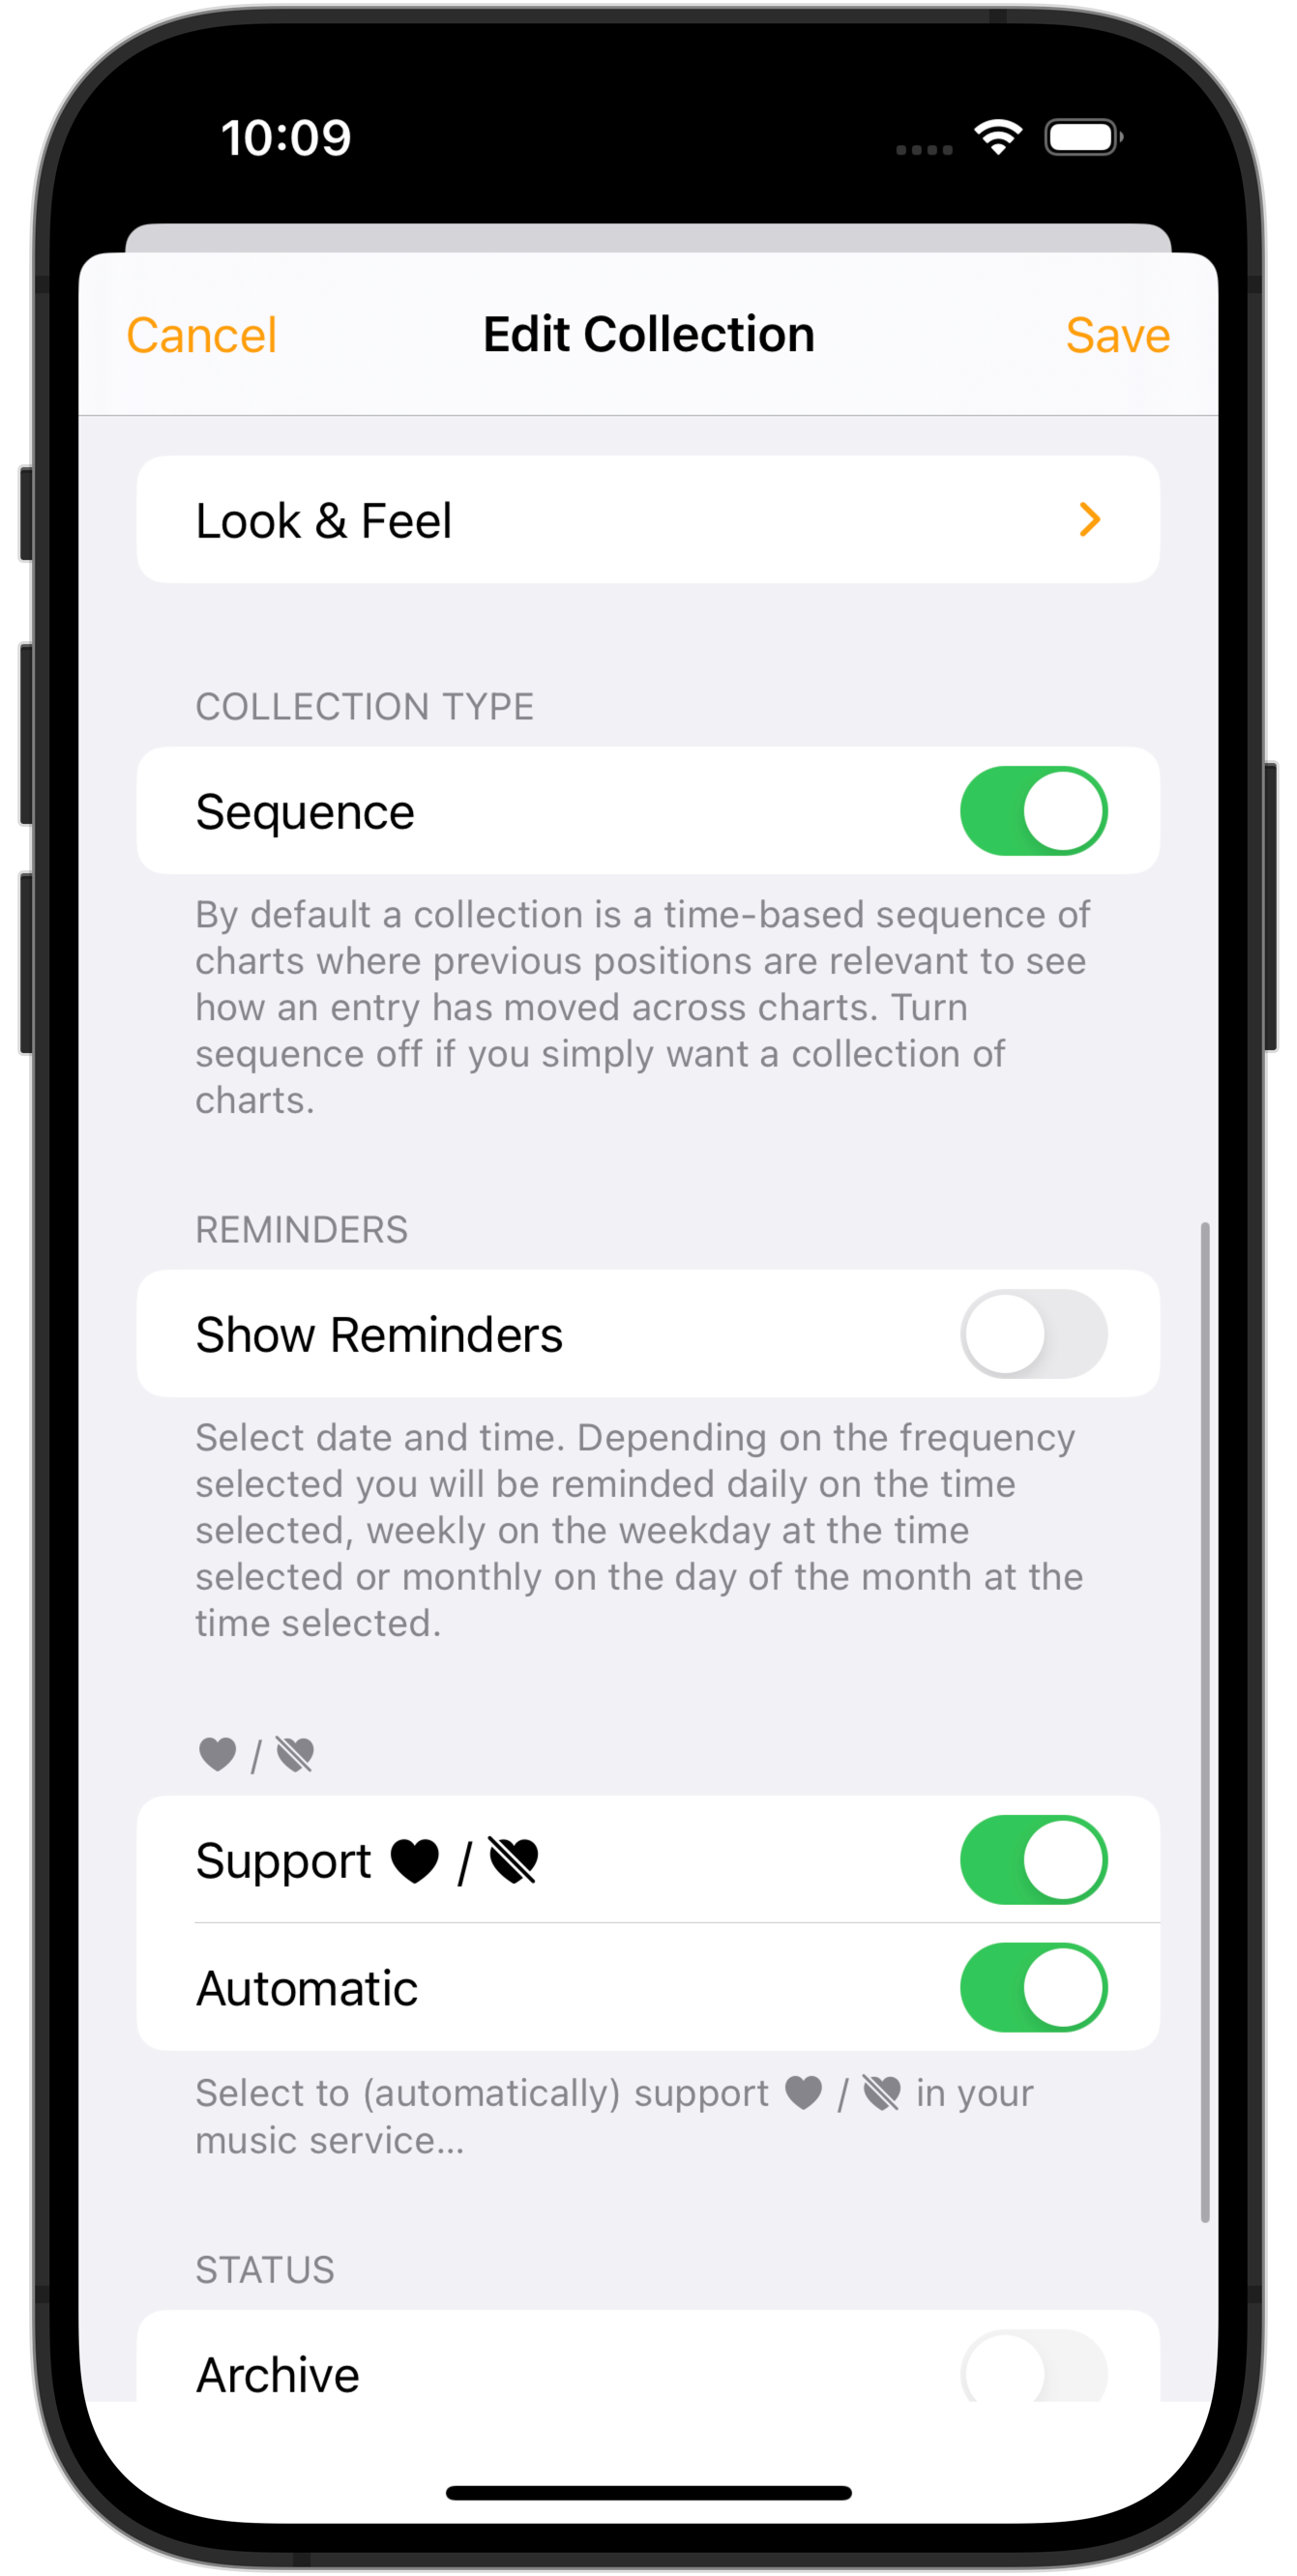 10:09
Cancel Edit Collection Save
Look & Feel
COLLECTION TYPE
Sequence
By default a collection is a time-based sequence of
charts where previous positions are relevant to see
how an entry has moved across charts. Turn
sequence off if you simply want a collection of
charts.
REMINDERS
Show Reminders
Select date and time. Depending on the frequency
selected you will be reminded daily on the time
selected, weekly on the weekday at the time
selected or monthly on the day of the month at the
time selected.
/
Support /
Automatic
Select to (automatically) support / in your
music service...
STATUS
Archive